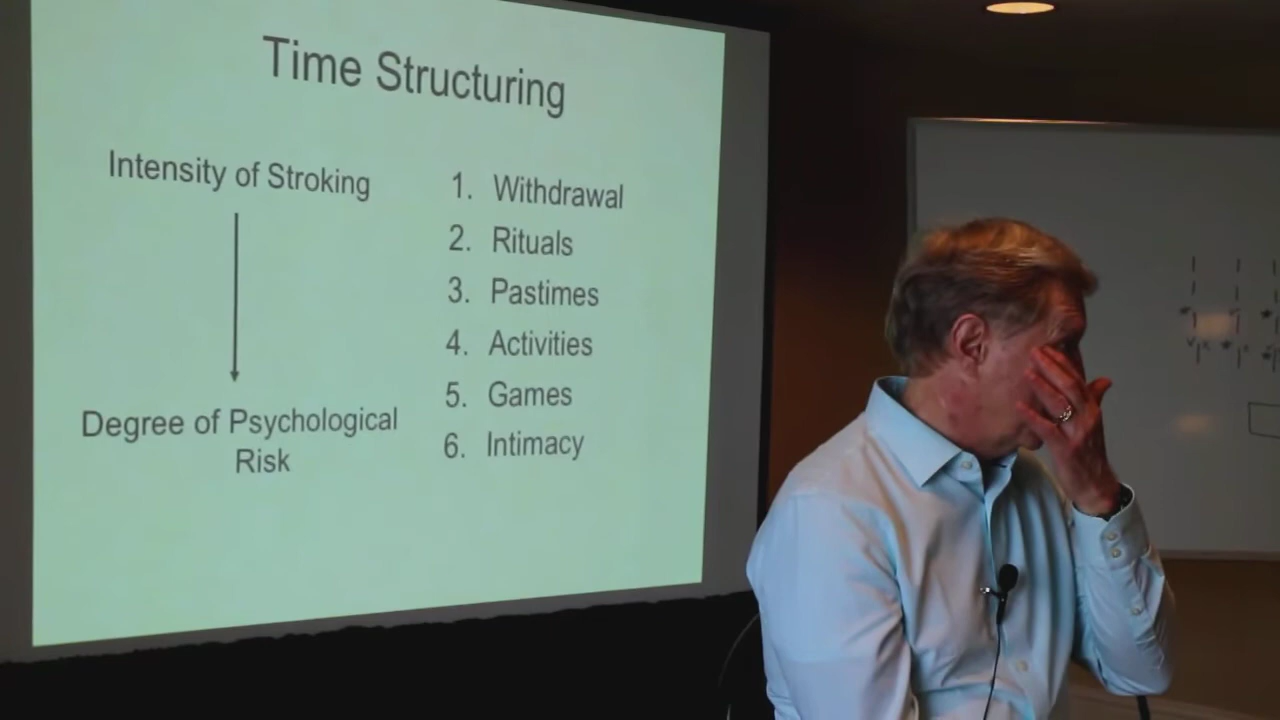 Time Structuring
Intensity of Stroking
Degree of Psychological
Risk
1. Withdrawal
2. Rituals
3. Pastimes
4. Activities
5. Games
6. Intimacy